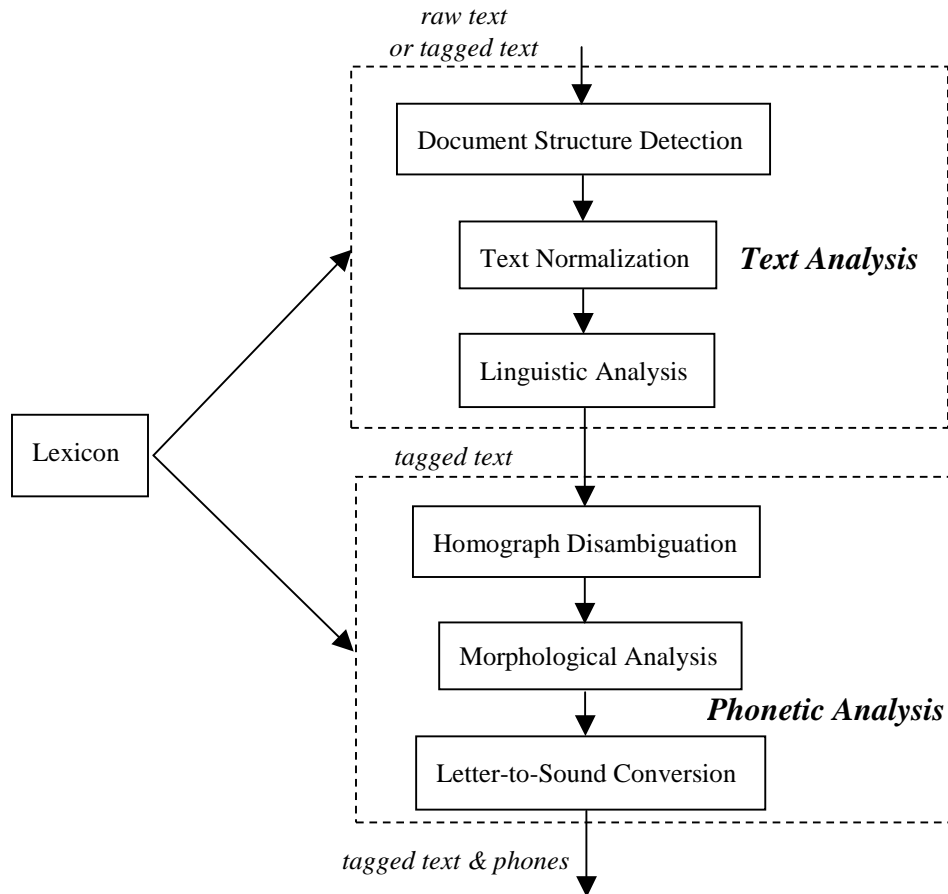 raw text
or tagged text
Document Structure Detection
Text Normalization
Text Analysis
Linguistic Analysis
Lexicon
tagged text
Homograph Disambiguation
Morphological Analysis
Phonetic Analysis
Letter-to-Sound Conversion
tagged text & phones